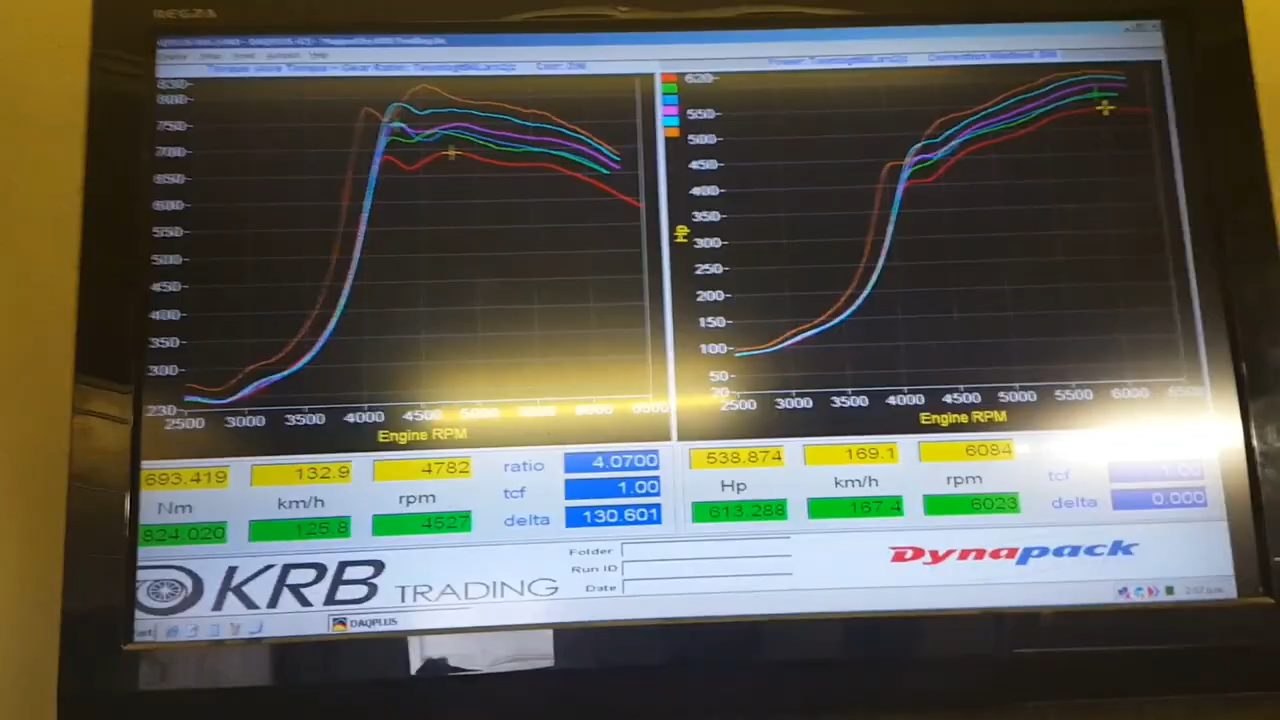 REGZA
830
800
750
700
650
600
550
500
450
400
350
300
230
2500 3000 3500 4000 4500 5000 6000 6500
Engine RPM
620
550
500
450
400
350
300
250
200
150
100
50
20
Hp
2500 3000 3500 4000 4500 5000 5500 6000 6500
Engine RPM
693.419 132.9 4782 ratio 4.0700
Nm km/h rpm tcf 1.00
824.020 125.8 4527 delta 130.601
538.874 169.1 6084
Hp km/h rpm tcf 1.00
613.288 167.4 6023 delta 0.000
KRB TRADING
Folder
Run ID
Date
Dynapack
DAQPLUS